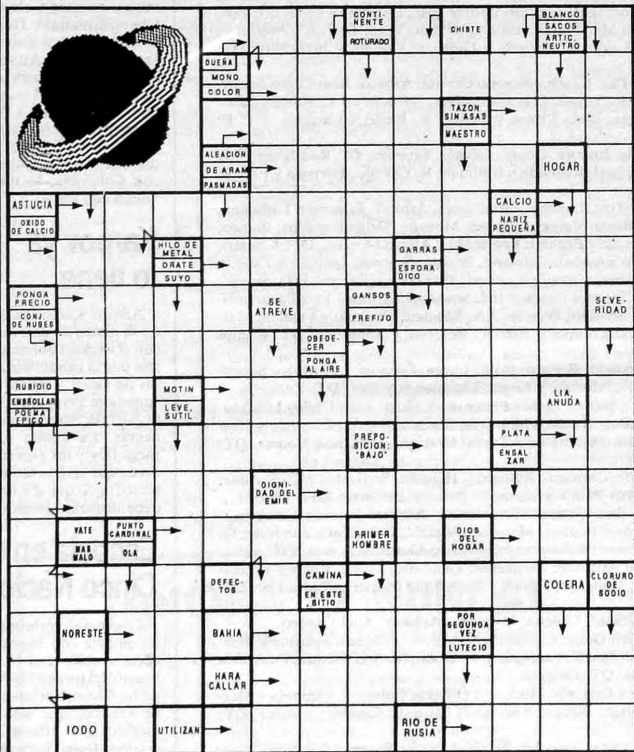 CONTI-
NENTE
ROTURADO
CHISTE
BLANCO
SACOS
ARTIC.
NEUTRO
DUEÑA
MONO
COLOR
TAZON
SIN ASAS
MAESTRO
ALEACION
DE ARAM
PASMADAS
HOGAR
ASTUCIA
OXIDO
DE CALCIO
CALCIO
NARIZ
PEQUEÑA
HILO DE
METAL
ORATE
SUYO
GANAS
ESPORA-
DICO
PONGA
PRECIO
CONJ.
DE NUBES
SE
ATREVE
GANSOS
PREFIJO
SEVE-
RIDAD
OBEDE-
CER
PONGA
AL AIRE
RUBIDIO
EMBROLLAR
POEMA
EPICO
MOTIN
LEVE,
SUTIL
LIA,
ANUDA
PREPO-
SICION
"BAJO"
PLATA
ENSAL-
ZAR
DIGNI-
DAD DEL
EMIR
VATE
MAS
MALO
PUNTO
CARDINAL
OLA
PRIMER
HOMBRE
DIOS
DEL
HOGAR
DEFEC-
TOS
CAMINA
EN ESTE
SITIO
COLERA
CLORURO
DE
SODIO
NORESTE
BAHIA
POR
SEGUNDA
VEZ
LUTECIO
HARA
CALLAR
IODO
UTILIZAN
RIO DE
RUSIA